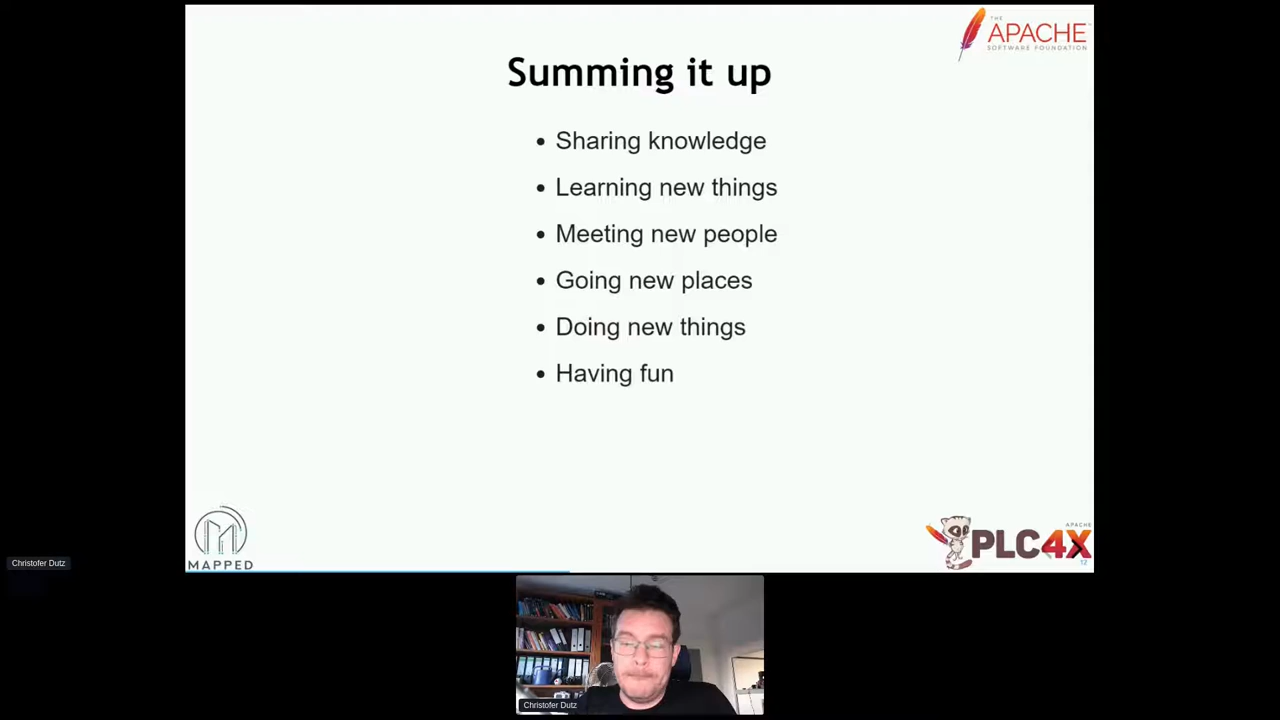 THE
APACHE
SOFTWARE FOUNDATION
Summing it up
Sharing knowledge
Learning new things
Meeting new people
Going new places
Doing new things
Having fun
MAPPED
APACHE
PLC4X
12
Christofer Dutz
Christofer Dutz